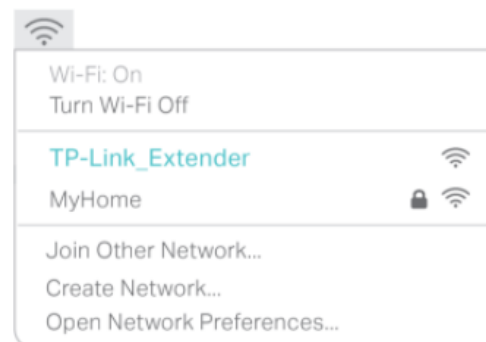 Wi-Fi: On
Turn Wi-Fi Off
TP-Link_Extender
MyHome
Join Other Network...
Create Network...
Open Network Preferences...